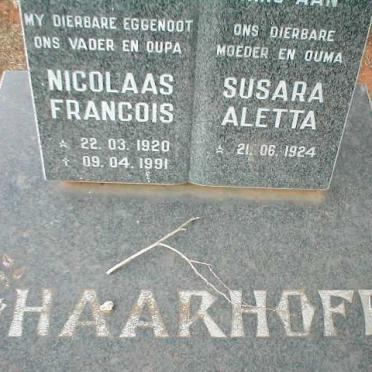 MY DIERBARE EGGENOOT
ONS VADER EN OUPA
NICOLAAS
FRANCOIS
22. 03. 1920
09. 04. 1991
AAN
ONS DIERBARE
MOEDER EN OUMA
SUSARA
ALETTA
21. 06. 1924
HAARHOFF